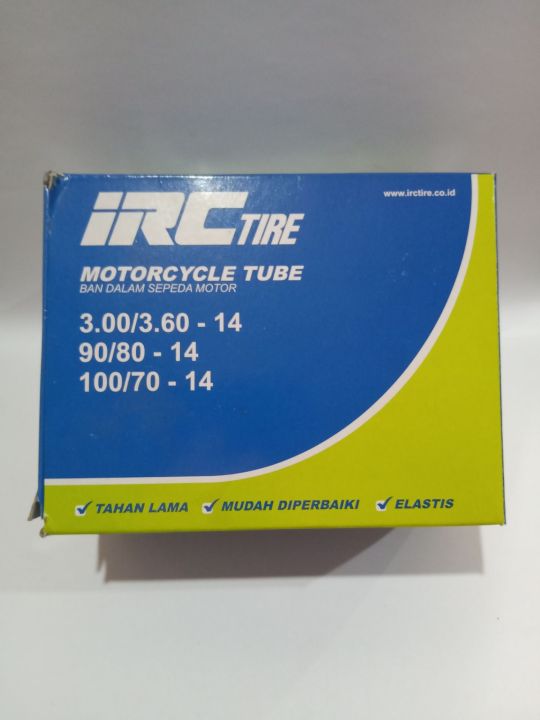 www.irctire.co.id
iRC TIRE
MOTORCYCLE TUBE
BAN DALAM SEPEDA MOTOR
3.00/3.60 - 14
90/80 - 14
100/70 - 14
TAHAN LAMA MUDAH DIPERBAIKI ELASTIS